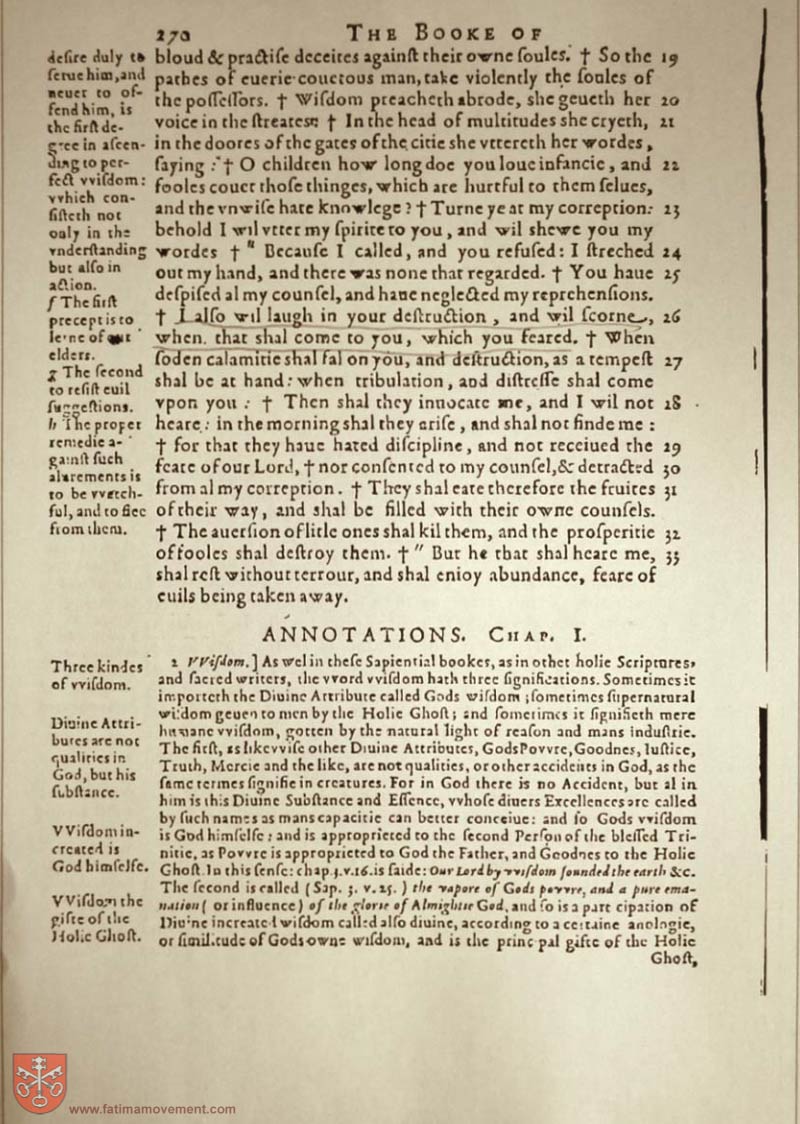 270 THE BOOKE OF
deſire duly to
ſerue him, and
neuer to of-
fend him, is
the firſt de-
gree in aſcen-
ding to per-
fect vviſdom:
vvhich con-
ſiſteth not
only in the
vnderſtanding
but alſo in
action.
f The firſt
precept is to
lerne of our
elders.
g The ſecond
to reſiſt euil
ſuggeſtions.
h The proper
remedie a-
gainſt ſuch
alurements is
to be vvatch-
ful, and to flee
from them.
bloud & practiſe deceites againſt their owne ſoules. † So the 19
pathes of euerie couetous man, take violently the ſoules of
the poſſeſſors. † Wiſdom preacheth abrode, ſhe geueth her 20
voice in the ſtreates: † In the head of multitudes ſhe cryeth, 21
in the doores of the gates of the citie ſhe vttereth her wordes,
ſaying: † O children how long doe you loue infancie, and 22
fooles couet thoſe thinges, which are hurtful to them ſelues,
and the vnwiſe hate knowlege? † Turne ye at my correption: 23
behold I wil vtter my ſpirite to you, and wil ſhewe you my
wordes † " Becauſe I called, and you refuſed: I ſtreched 24
out my hand, and there was none that regarded. † You haue 25
deſpiſed al my counſel, and haue neglected my reprehenſions.
† I alſo wil laugh in your deſtruction, and wil ſcorne, 26
when that shal come to you, which you feared. † When
ſoden calamitie shal fal on you, and deſtruction, as a tempeſt 27
shal be at hand: when tribulation, and diſtreſſe shal come
vpon you: † Then shal they inuocate me, and I wil not 28
heare: in the morning shal they ariſe, and shal not finde me:
† for that they haue hated diſcipline, and not receiued the 29
feare of our Lord, † nor conſented to my counſel, & detracted 30
from al my correption. † They shal eate therefore the fruites 31
of their way, and shal be filled with their owne counſels.
† The auerſion of litle ones shal kil them, and the proſperitie 32
of fooles shal deſtroy them. † " But he that shal heare me, 33
shal reſt without terrour, and shal enioy abundance, feare of
euils being taken away.
ANNOTATIONS. CHAP. I.
Three kindes
of vviſdom.
Diuine Attri-
butes are not
qualities in
God, but his
ſubſtance.
VViſdom in-
created is
God himſelfe.
VViſdom the
gifte of the
Holie Ghoſt.
2 VViſdom.] As wel in theſe Sapiential bookes, as in other holie Scriptures,
and ſacred writers, the vvord vviſdom hath three ſignifications. Sometimes it
importeth the Diuine Attribute called Gods wiſdom; ſometimes ſupernatural
wiſdom geuen to men by the Holie Ghoſt; and ſometimes it ſignifieth mere
humane vviſdom, gotten by the natural light of reaſon and mans induſtrie.
The firſt, as likevviſe other Diuine Attributes, Gods Povvre, Goodnes, Iuſtice,
Truth, Mercie and the like, are not qualities, or other accidents in God, as the
ſame termes ſignifie in creatures. For in God there is no Accident, but al in
him is this Diuine Subſtance and Eſſence, vvhoſe diuers Excellences are called
by ſuch names as mans capacitie can better conceiue: and ſo Gods vviſdom
is God himſelfe: and is appropried to the ſecond Perſon of the bleſſed Tri-
nitie, as Povvre is appropried to God the Father, and Goodnes to the Holie
Ghoſt. In this ſenſe: chap. 3. v. 16. is ſaide: Our Lord by vviſdom founded the earth &c.
The ſecond is called (Sap. 7. v. 25.) the vapore of Gods povvre, and a pure ema-
nation (or influence) of the glorie of Almightie God, and ſo is a participation of
Diuine increated wiſdom called alſo diuine, according to a certaine anologie,
or ſimilitude of Gods owne wiſdom, and is the principal gifte of the Holie
Ghoſt,
www.fatimamovement.com